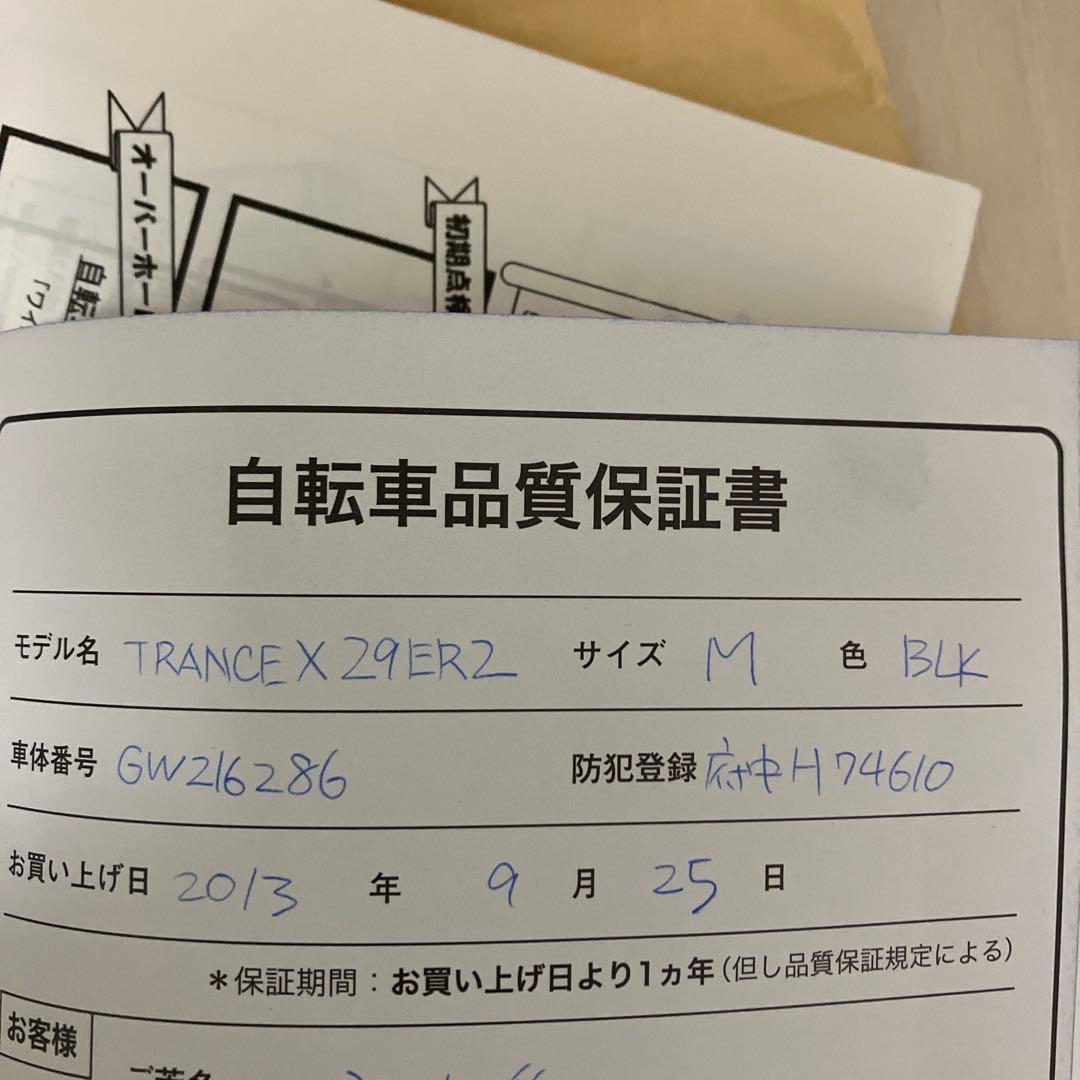 オーバーホー
初期点検
自転
「フィ
自転車品質保証書
モデル名 TRANCE X 29ER2 サイズ M 色 BLK
車体番号 GW216286 防犯登録 府中H74610
お買い上げ日 2013 年 9 月 25 日
＊保証期間：お買い上げ日より1ヵ年（但し品質保証規定による）
お客様